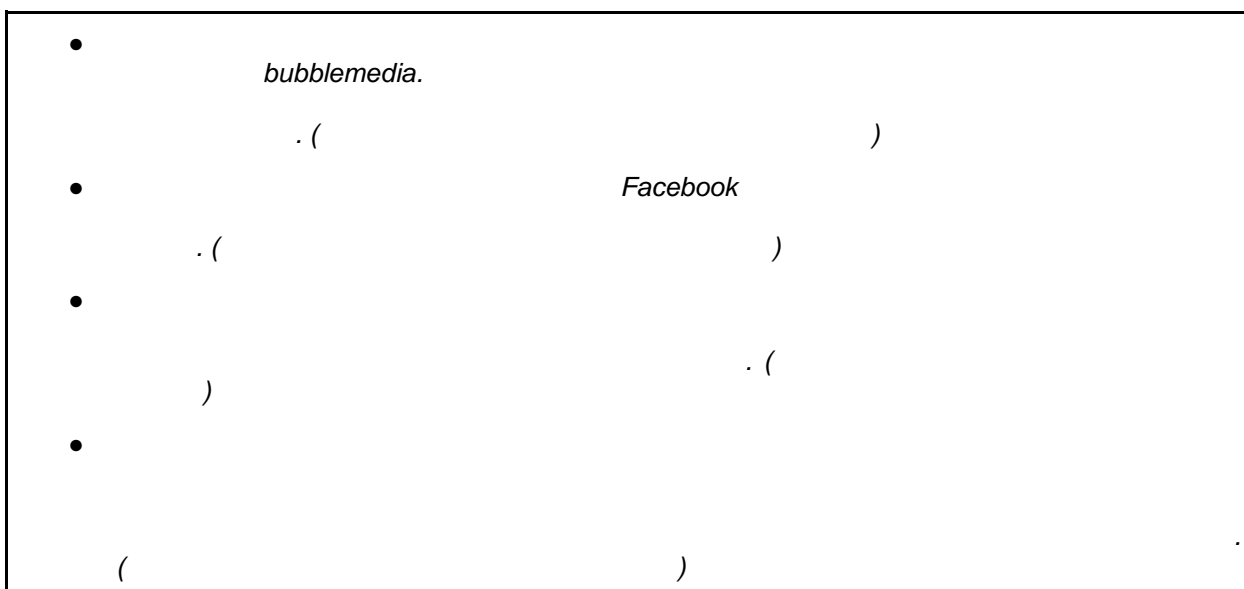 ●
bubblemedia.
. ( )
● Facebook
. ( )
●
. (
)
●
.
( )